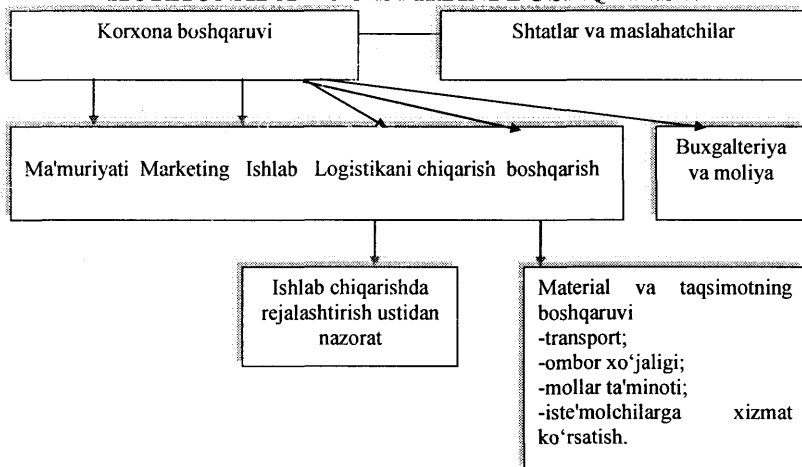 Korxona boshqaruvi
Shtatlar va maslahatchilar
Ma'muriyati Marketing Ishlab Logistikani chiqarish boshqarish
Buxgalteriya
va moliya
Ishlab chiqarishda
rejalashtirish ustidan
nazorat
Material va taqsimotning
boshqaruvi
-transport;
-ombor xo‘jaligi;
-mollar ta'minoti;
-iste'molchilarga xizmat
ko‘rsatish.